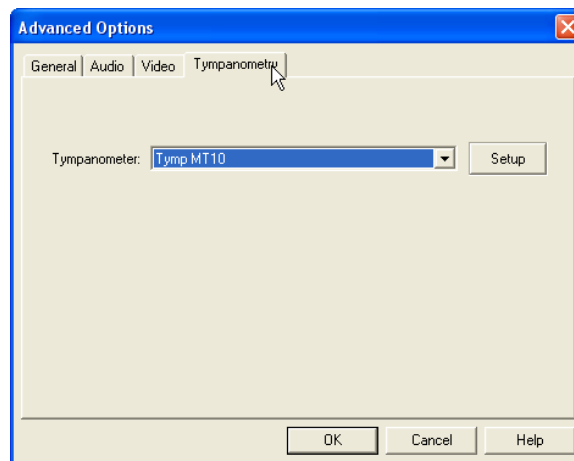 Advanced Options
General Audio Video Tympanometry
Tympanometer: Tymp MT10 Setup
OK Cancel Help